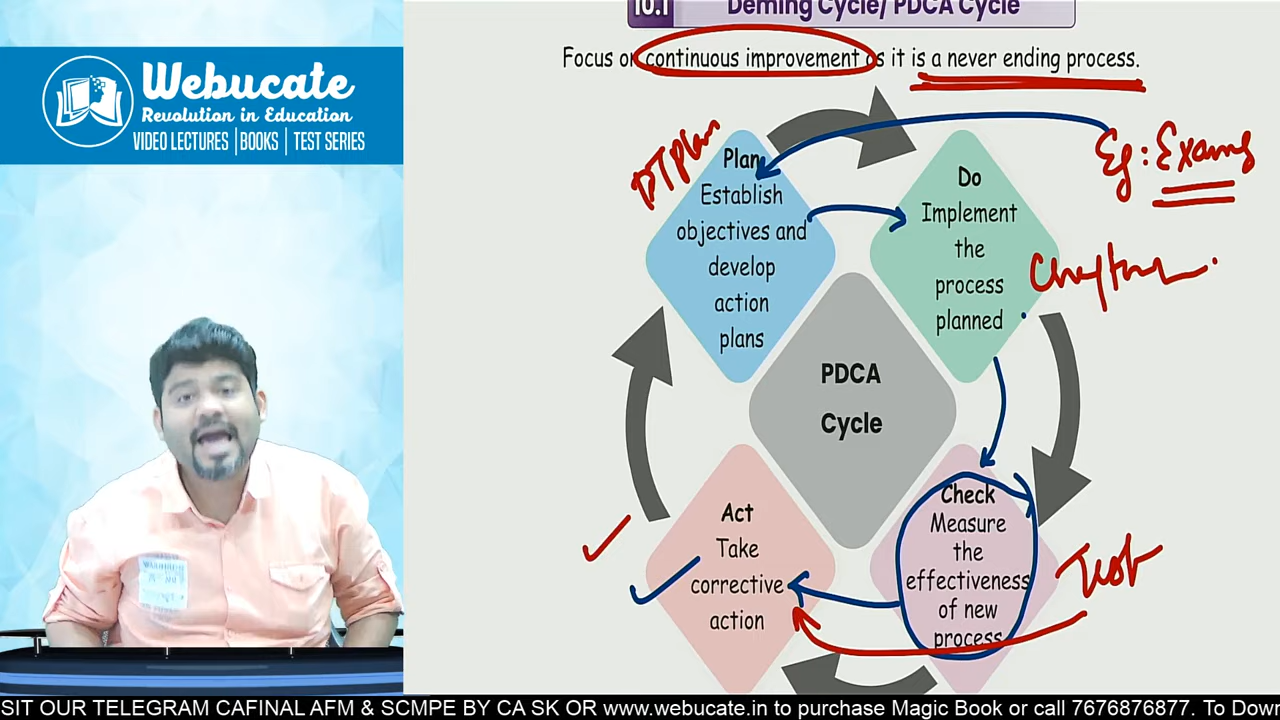 10.1 Deming Cycle/ PDCA Cycle
Webucate
Revolution in Education
VIDEO LECTURES |BOOKS | TEST SERIES
Focus on continuous improvement as it is a never ending process.
Eg: Exams
Plan
Establish
objectives and
develop
action
plans
Do
Implement
the
process
planned
PDCA
Cycle
Act
Take
corrective
action
Check
Measure
the
effectiveness
of new
process
Test
SIT OUR TELEGRAM CAFINAL AFM & SCMPE BY CA SK OR www.webucate.in to purchase Magic Book or call 7676876877. To Down